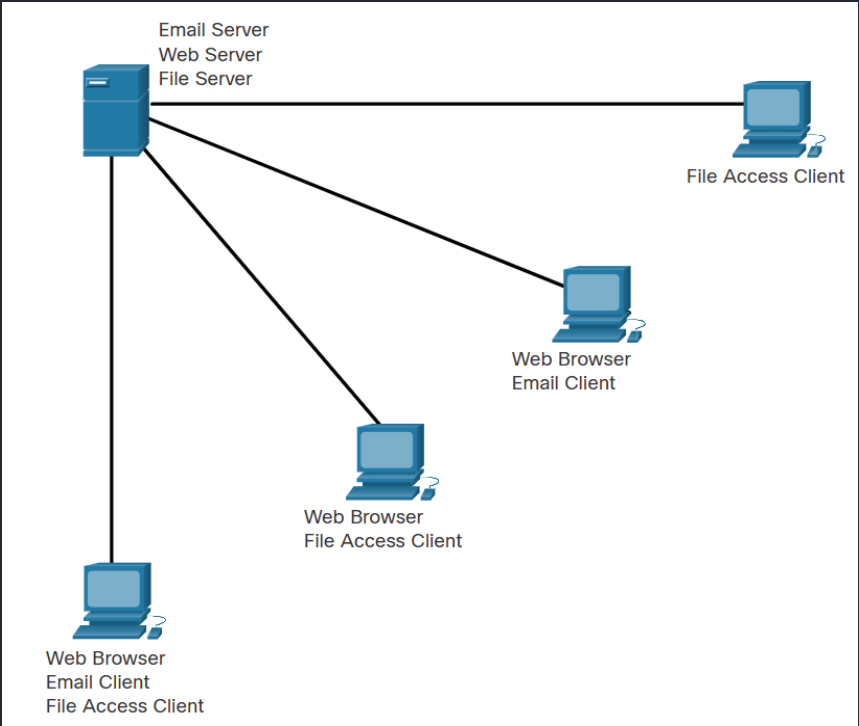 Email Server
Web Server
File Server
File Access Client
Web Browser
Email Client
Web Browser
File Access Client
Web Browser
Email Client
File Access Client